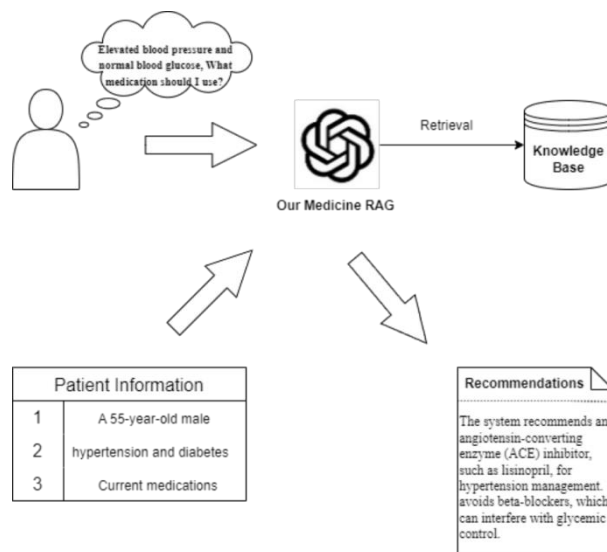 Elevated blood pressure and
normal blood glucose, What
medication should I use?
Retrieval
Knowledge
Base
Our Medicine RAG
Patient Information
1 A 55-year-old male
2 hypertension and diabetes
3 Current medications
Recommendations
The system recommends an
angiotensin-converting
enzyme (ACE) inhibitor,
such as lisinopril, for
hypertension management.
avoids beta-blockers, which
can interfere with glycemic
control.